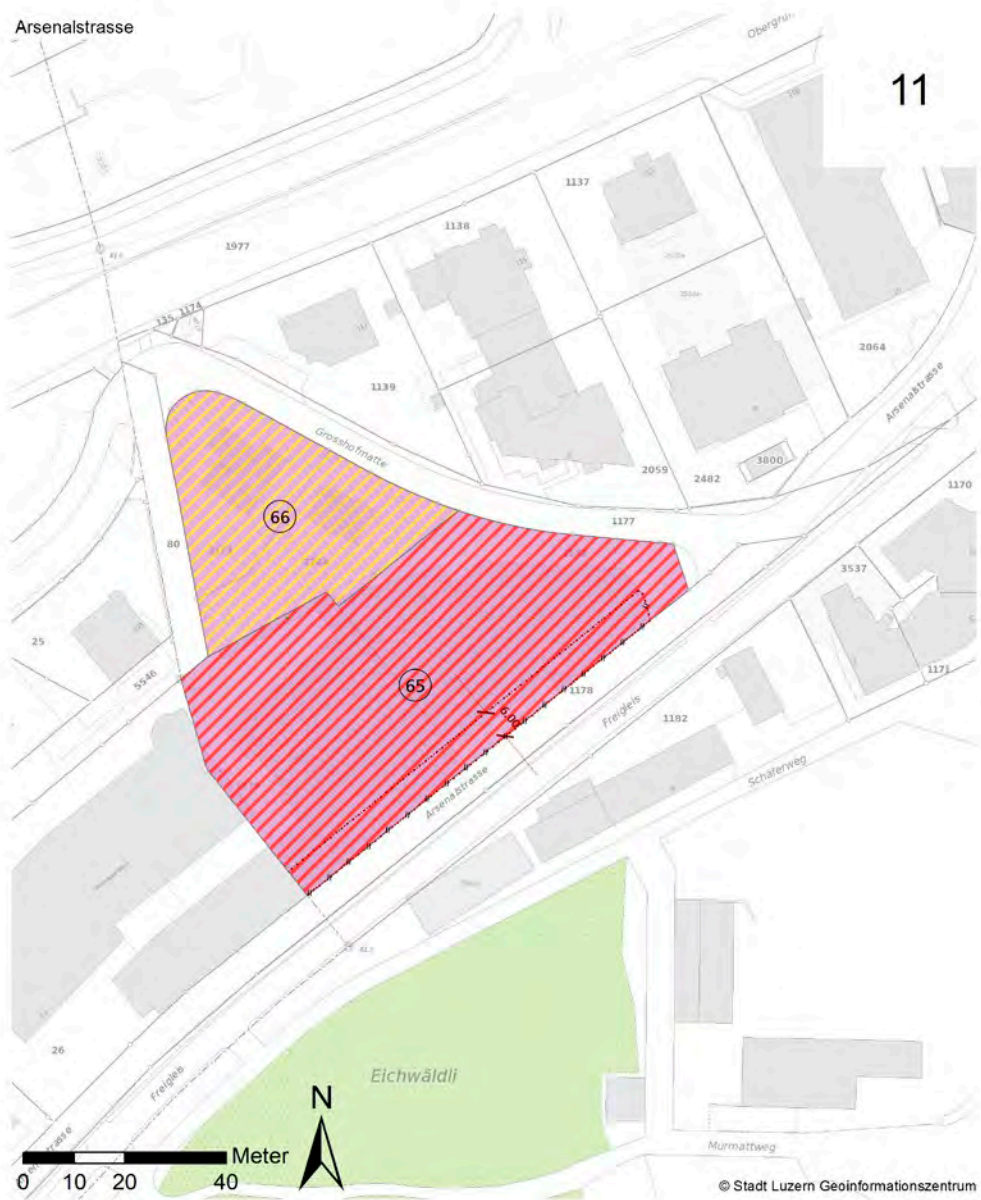 Arsenalstrasse
11
1137
1138
1977
135
1174
1139
2064
Arsenalstrasse
Grosshofmatte
2059
2482
3800
1170
66
1177
80
3537
25
5546
65
1171
1178
6.00
Freigleis
1182
Arsenalstrasse
Schäferweg
26
Freigleis
Eichwäldli
N
Murmattweg
Meter
0 10 20 40
© Stadt Luzern Geoinformationszentrum